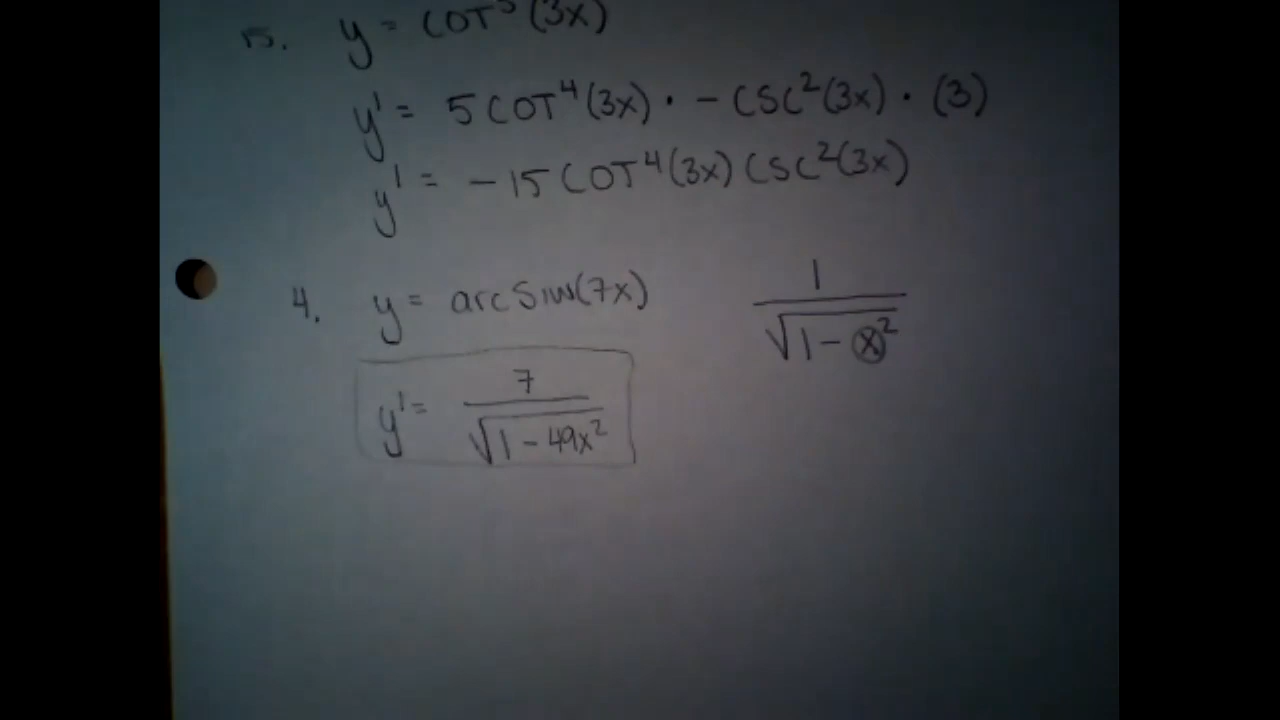 15. y = COT⁵(3x)
y' = 5COT⁴(3x) · -CSC²(3x) · (3)
y' = -15COT⁴(3x)CSC²(3x)
4. y = arcSin(7x)
1
√1-x²
y' = 7
√1-49x²